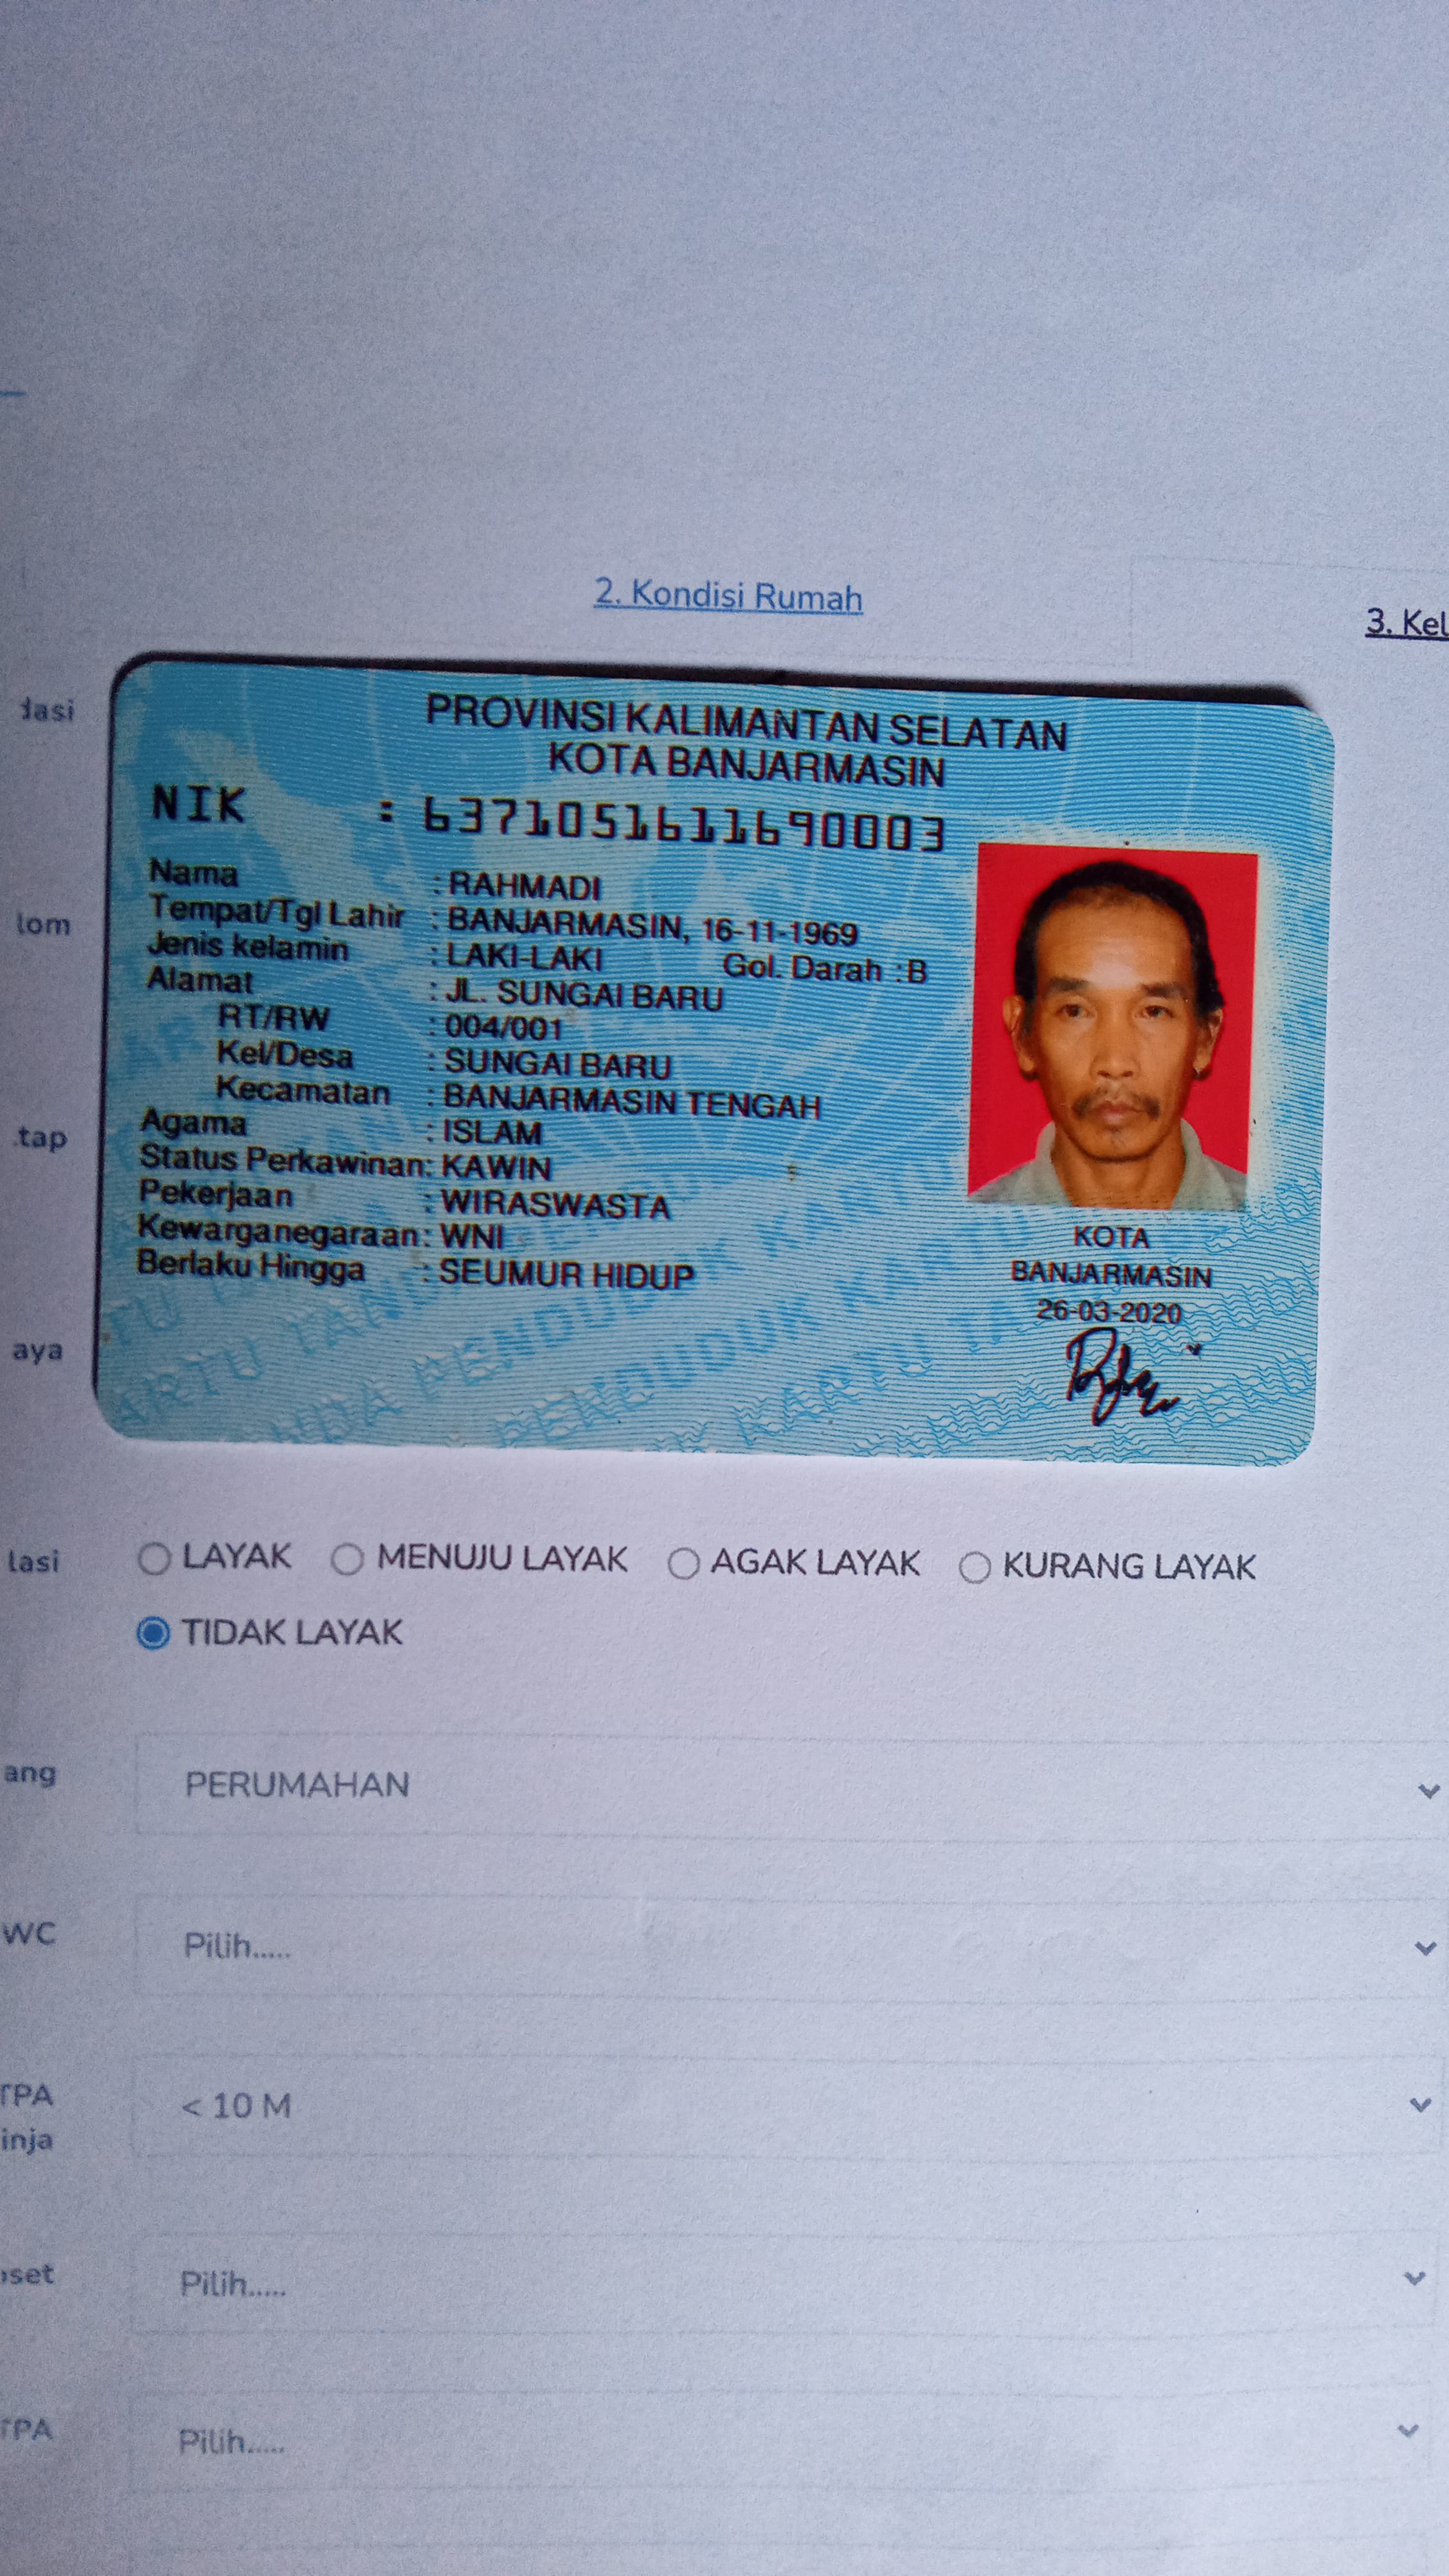 2. Kondisi Rumah
3. Kel
dasi
PROVINSI KALIMANTAN SELATAN
KOTA BANJARMASIN
NIK : 6371051611690003
Nama : RAHMADI
Tempat/Tgl Lahir : BANJARMASIN, 16-11-1969
Jenis kelamin : LAKI-LAKI Gol. Darah : B
Alamat : JL. SUNGAI BARU
RT/RW : 004/001
Kel/Desa : SUNGAI BARU
Kecamatan : BANJARMASIN TENGAH
Agama : ISLAM
Status Perkawinan: KAWIN
Pekerjaan : WIRASWASTA
Kewarganegaraan: WNI
Berlaku Hingga : SEUMUR HIDUP
KOTA
BANJARMASIN
26-03-2020
lom
tap
aya
lasi
LAYAK MENUJU LAYAK AGAK LAYAK KURANG LAYAK
TIDAK LAYAK
ang PERUMAHAN
WC Pilih.....
TPA < 10 M
inja
oset Pilih.....
TPA Pilih.....